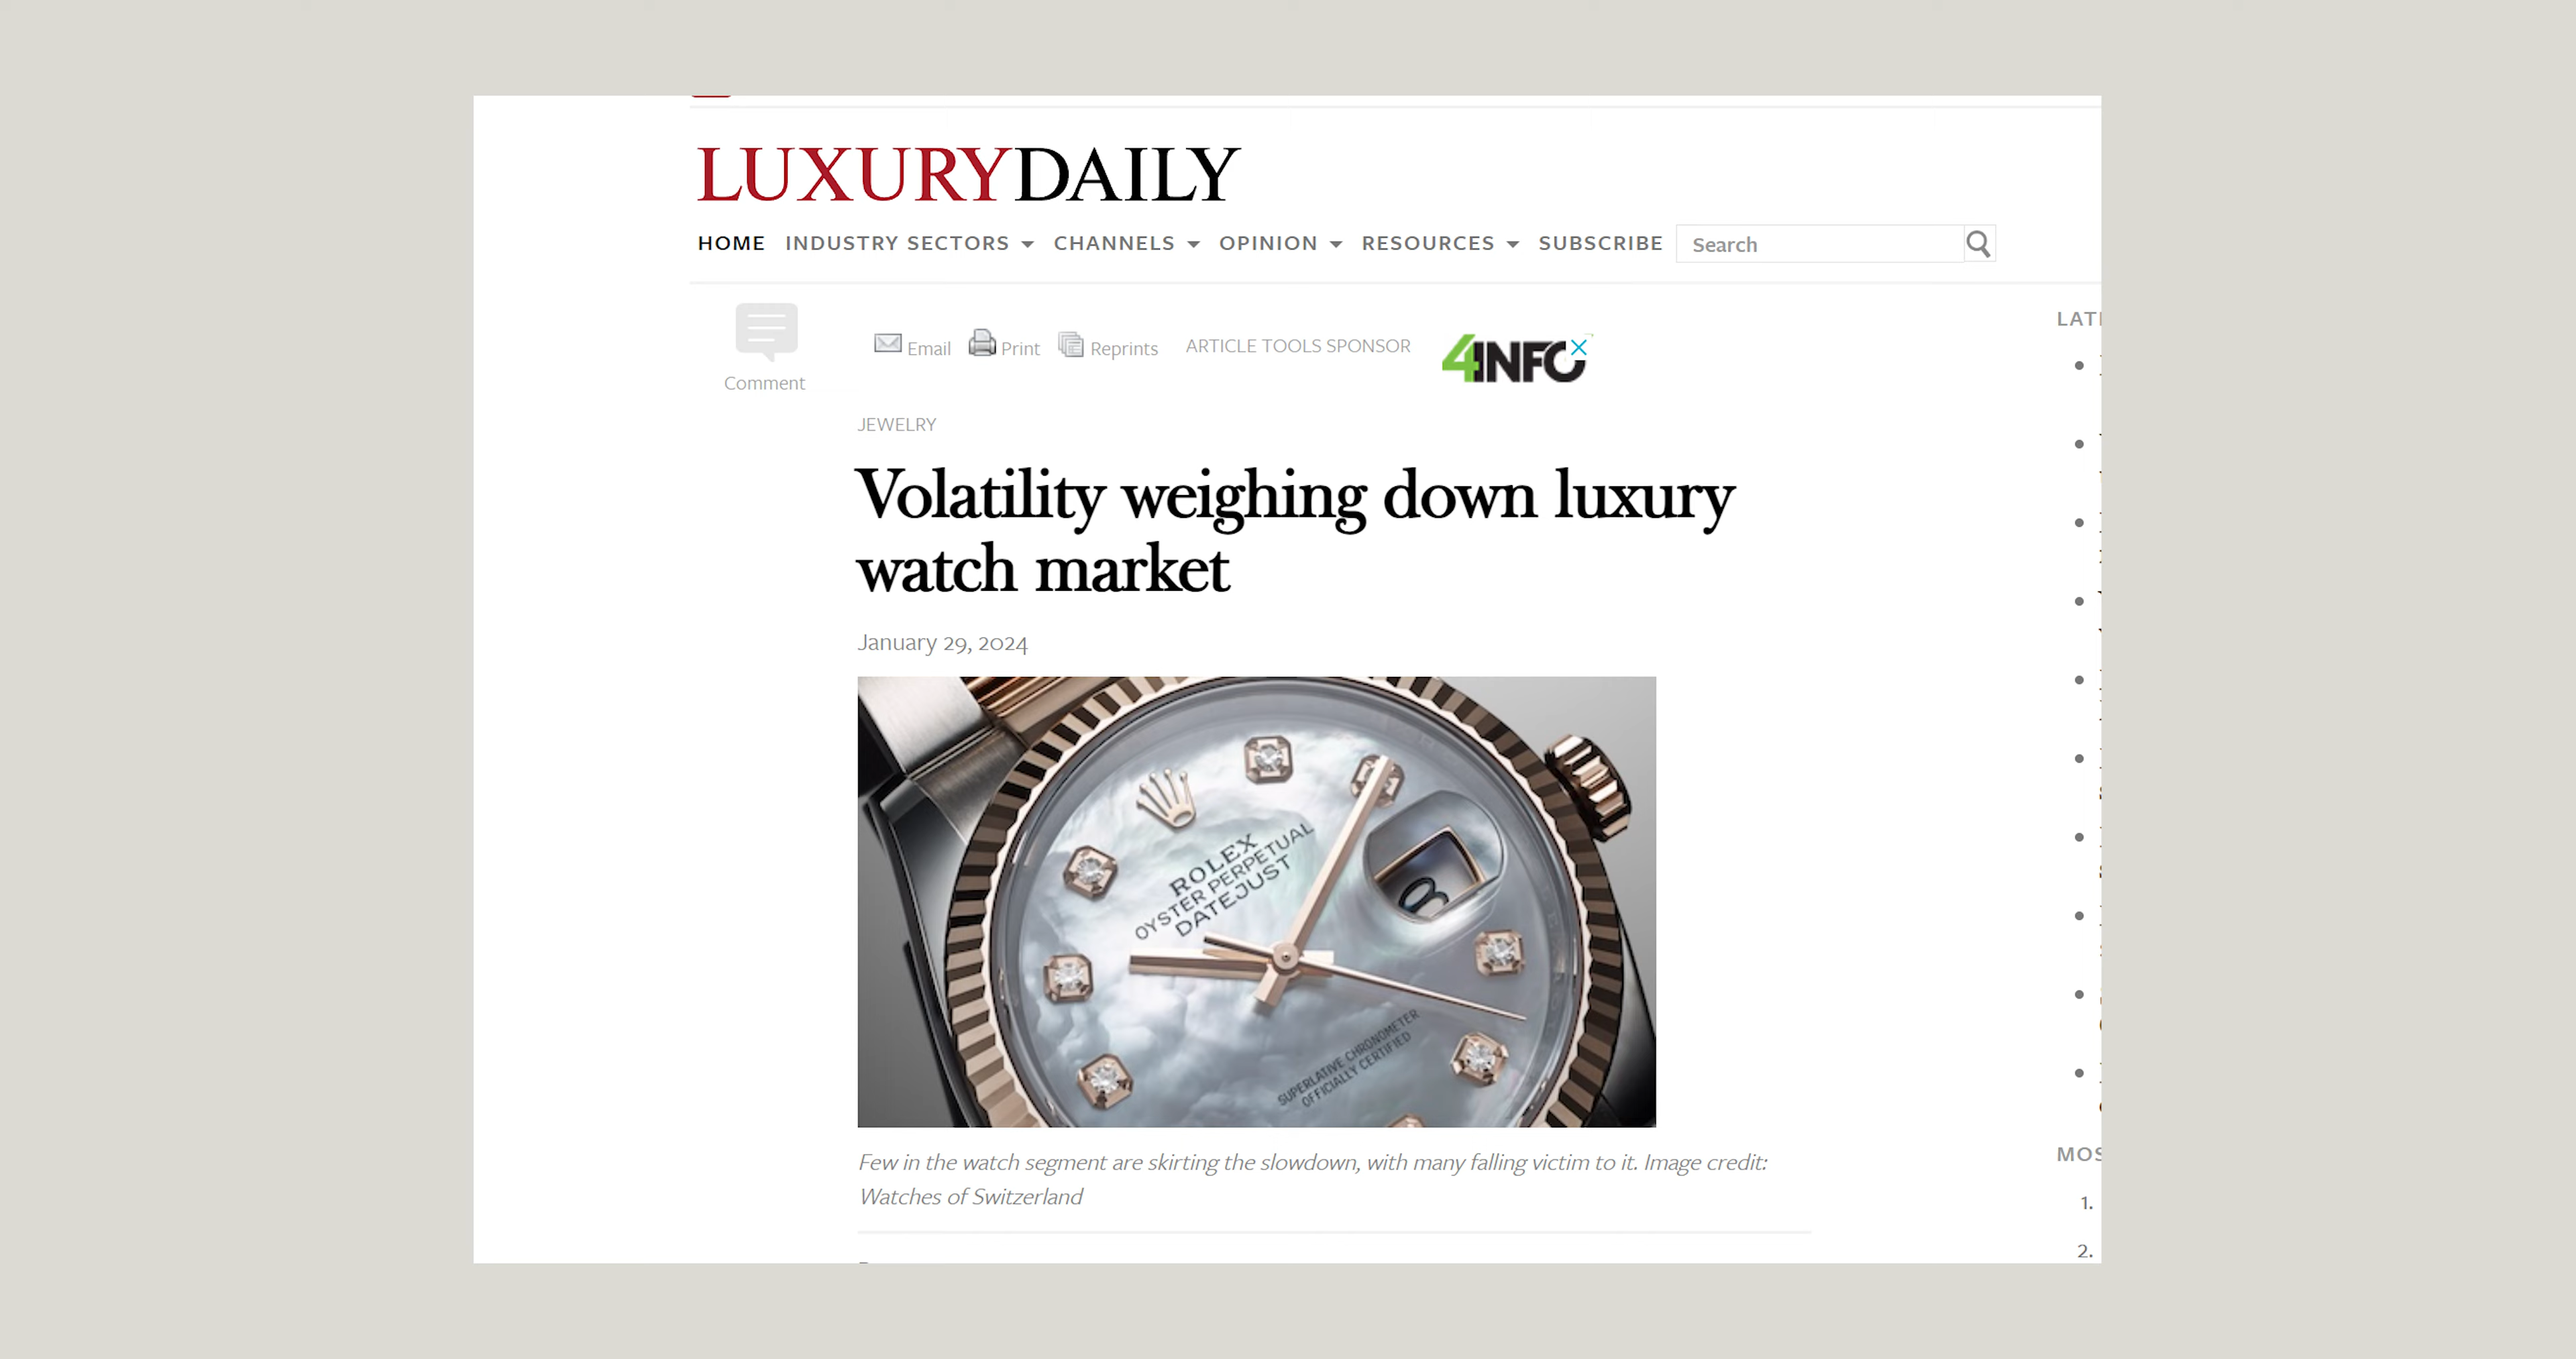 LUXURYDAILY
HOME INDUSTRY SECTORS CHANNELS OPINION RESOURCES SUBSCRIBE Search
Comment
Email Print Reprints ARTICLE TOOLS SPONSOR 4INFO
JEWELRY
Volatility weighing down luxury
watch market
January 29, 2024
ROLEX
OYSTER PERPETUAL
DATEJUST
8
SUPERLATIVE CHRONOMETER
OFFICIALLY CERTIFIED
Few in the watch segment are skirting the slowdown, with many falling victim to it. Image credit:
Watches of Switzerland
1.
2.